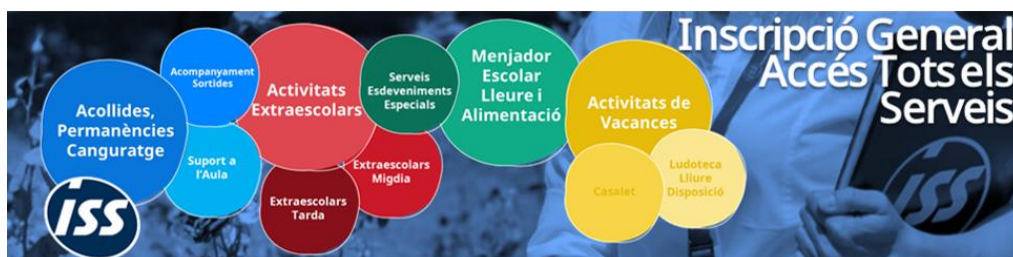 Inscripció General
Accés Tots els
Serveis
Acollides,
Permanències
Canguratge
Acompanyament
Sortides
Suport a
l'Aula
Activitats
Extraescolars
Extraescolars
Tarda
Extraescolars
Migdia
Serveis
Esdeveniments
Especials
Menjador
Escolar
Lleure i
Alimentació
Activitats de
Vacances
Casalet
Ludoteca
Lliure
Disposició
ISS
ISS